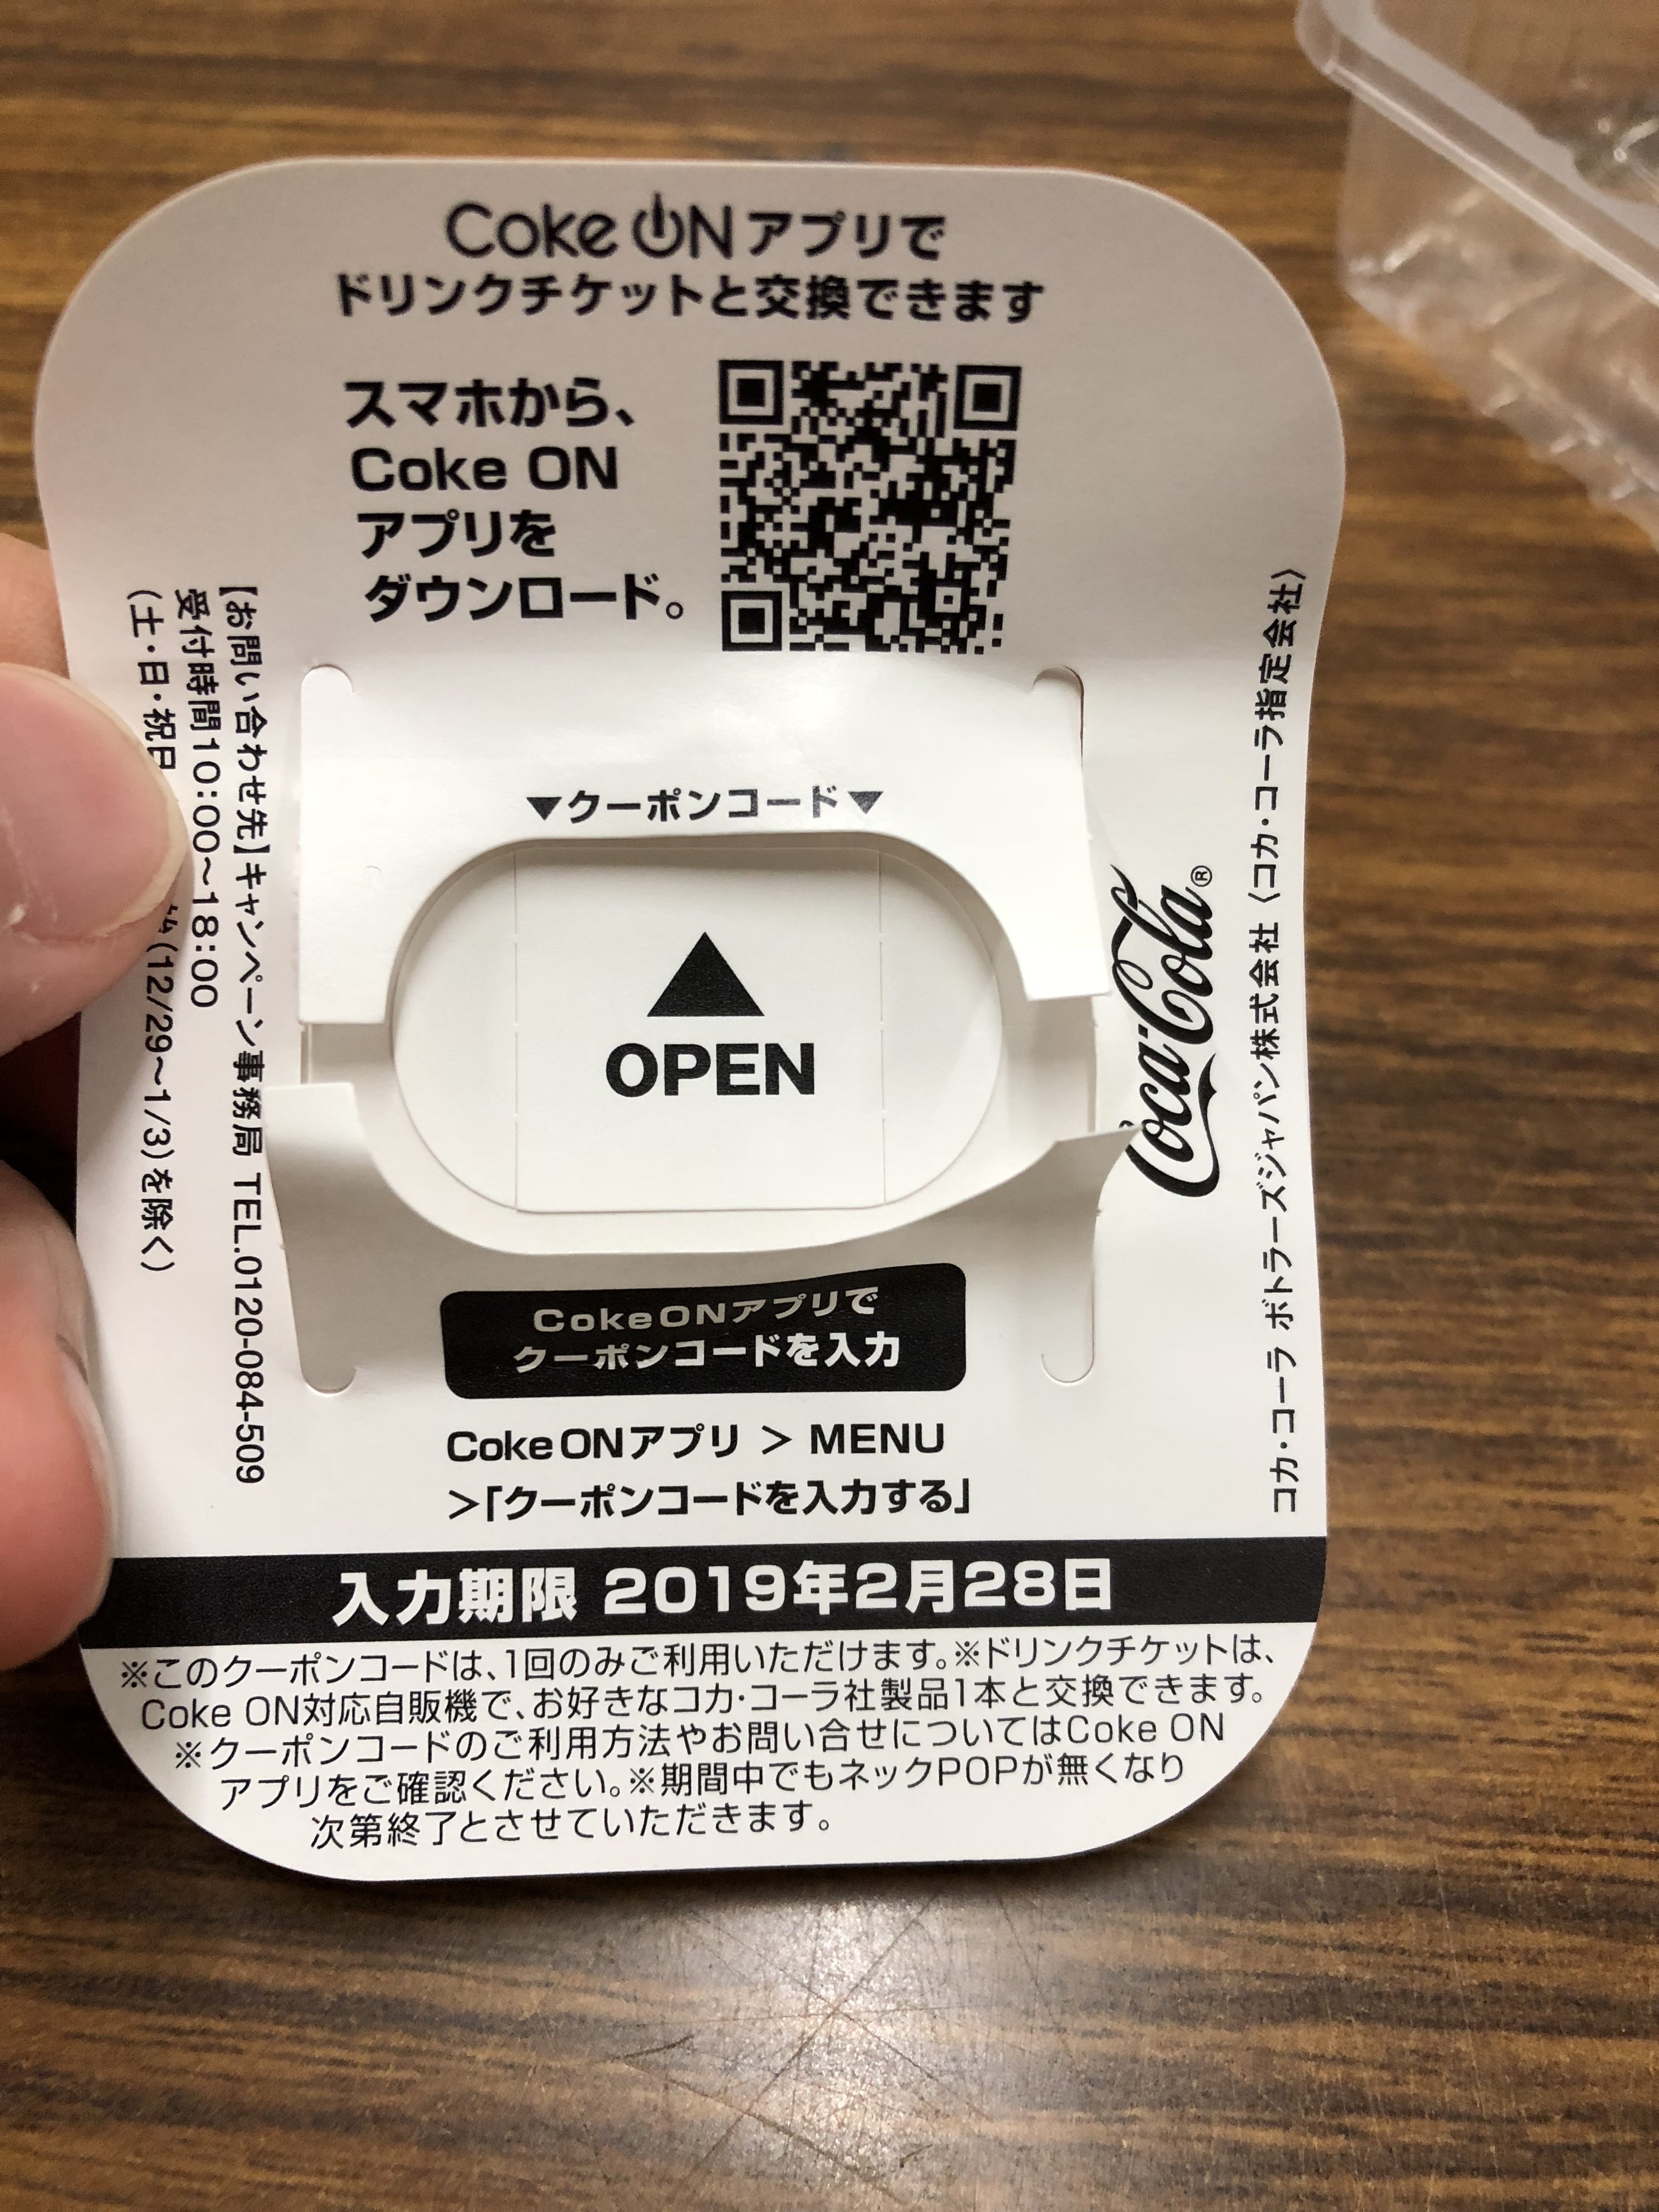 Coke ONアプリで
ドリンクチケットと交換できます
スマホから、
Coke ON
アプリを
ダウンロード。
▼クーポンコード▼
▲
OPEN
CokeONアプリで
クーポンコードを入力
CokeONアプリ > MENU
>「クーポンコードを入力する」
入力期限 2019年2月28日
※このクーポンコードは、1回のみご利用いただけます。※ドリンクチケットは、
Coke ON対応自販機で、お好きなコカ・コーラ社製品1本と交換できます。
※クーポンコードのご利用方法やお問い合せについてはCoke ON
アプリをご確認ください。※期間中でもネックPOPが無くなり
次第終了とさせていただきます。
【お問い合わせ先】キャンペーン事務局 TEL.0120-084-509
受付時間10:00~18:00
(土・日・祝日 (12/29~1/3)を除く)
Coca-Cola®
コカ・コーラ ボトラーズジャパン株式会社〈コカ・コーラ指定会社〉